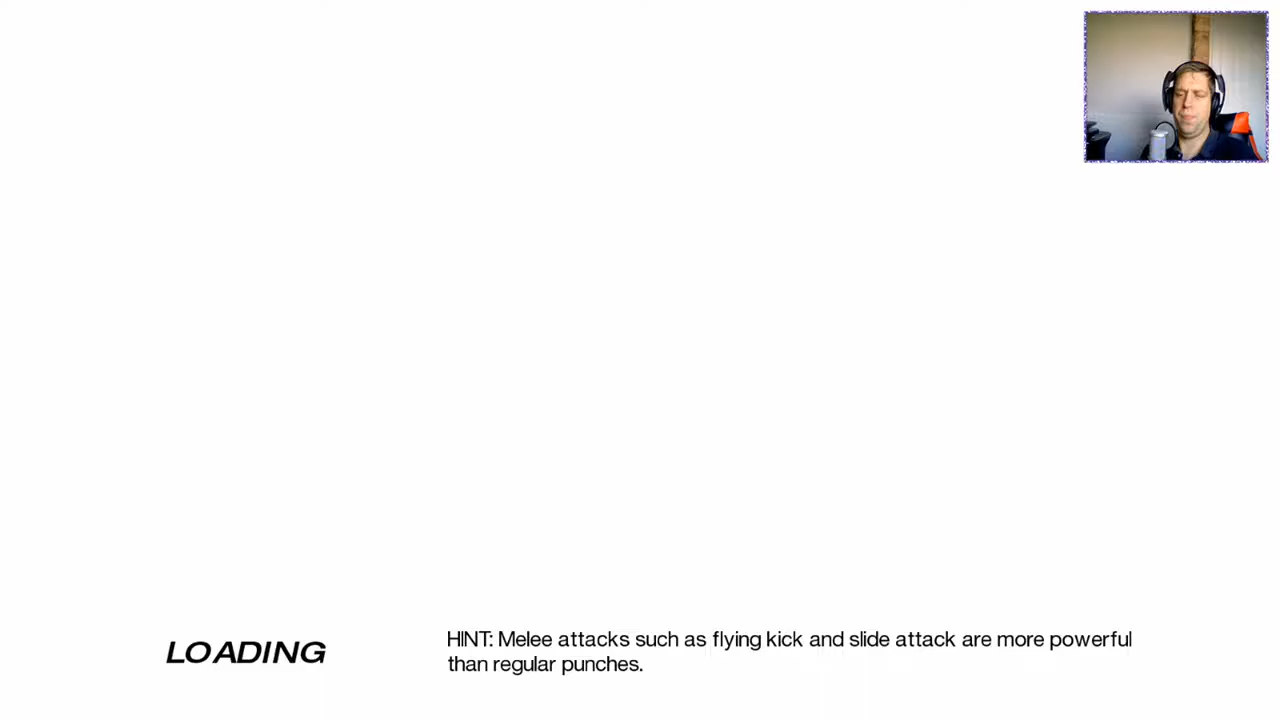 LOADING
HINT: Melee attacks such as flying kick and slide attack are more powerful
than regular punches.